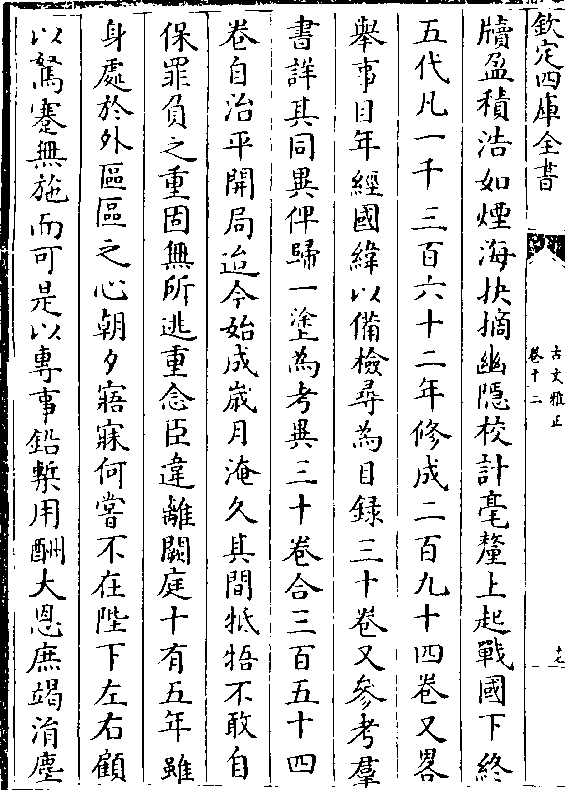 欽定四庫全書
古文雅正
卷十二
十七
牘盈積浩如煙海抉摘幽隱校計毫釐上起戰國下終
五代凡一千三百六十二年修成二百九十四卷又畧
舉事目年經國緯以備檢尋為目録三十卷又參考羣
書詳其同異俾歸一塗為考異三十卷合三百五十四
卷自治平開局迨今始成嵗月淹久其間牴牾不敢自
保罪負之重固無所逃重念臣違離闕庭十有五年雖
身處於外區區之心朝夕寤寐何嘗不在陛下左右顧
以駑蹇無施而可是以專事鉛槧用酬大恩庶竭涓塵